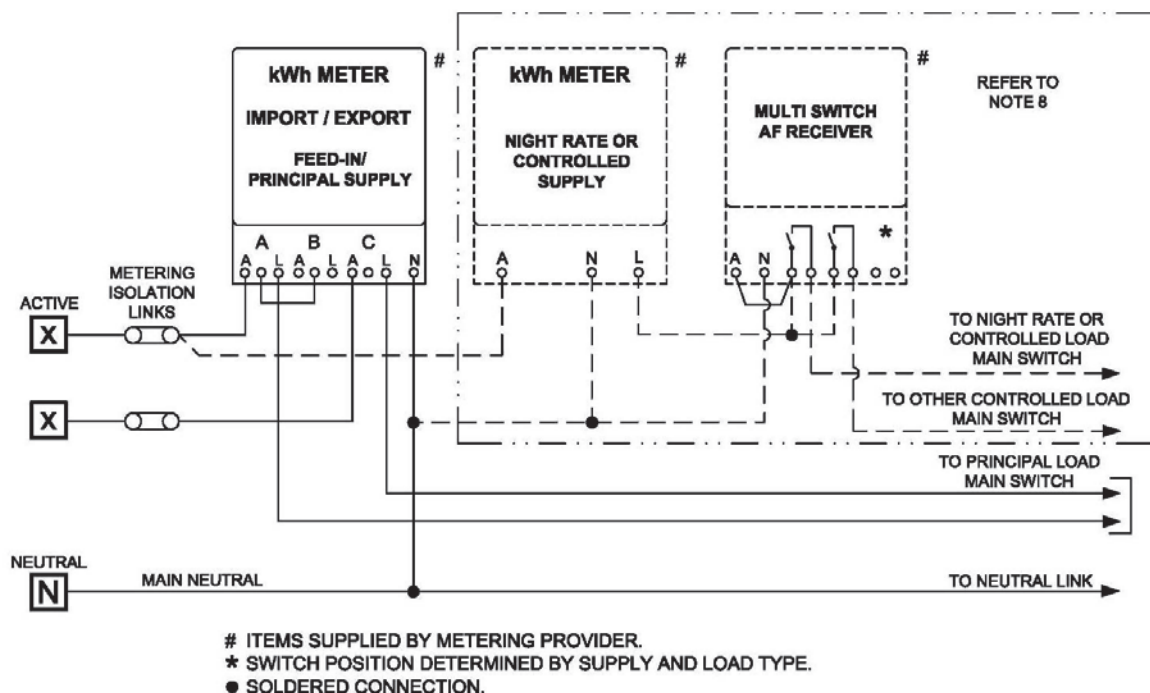 kWh METER
IMPORT / EXPORT
FEED-IN/
PRINCIPAL SUPPLY
#
kWh METER
NIGHT RATE OR
CONTROLLED
SUPPLY
#
MULTI SWITCH
AF RECEIVER
#
REFER TO
NOTE 8
A B C
A L A L A L N
A N L
A N
*
METERING
ISOLATION
LINKS
ACTIVE
X
X
TO NIGHT RATE OR
CONTROLLED LOAD
MAIN SWITCH
TO OTHER CONTROLLED LOAD
MAIN SWITCH
TO PRINCIPAL LOAD
MAIN SWITCH
NEUTRAL
N
MAIN NEUTRAL
TO NEUTRAL LINK
# ITEMS SUPPLIED BY METERING PROVIDER.
* SWITCH POSITION DETERMINED BY SUPPLY AND LOAD TYPE.
● SOLDERED CONNECTION.